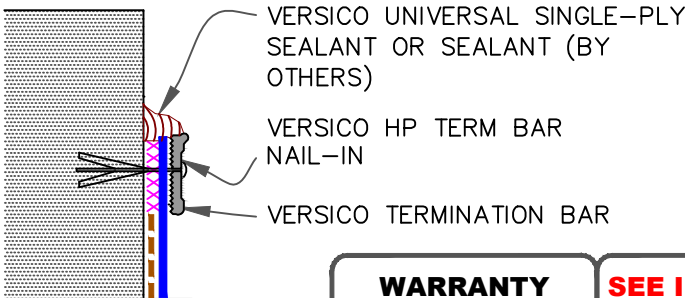 VERSICO UNIVERSAL SINGLE–PLY
SEALANT OR SEALANT (BY
OTHERS)
VERSICO HP TERM BAR
NAIL–IN
VERSICO TERMINATION BAR
WARRANTY
SEE I